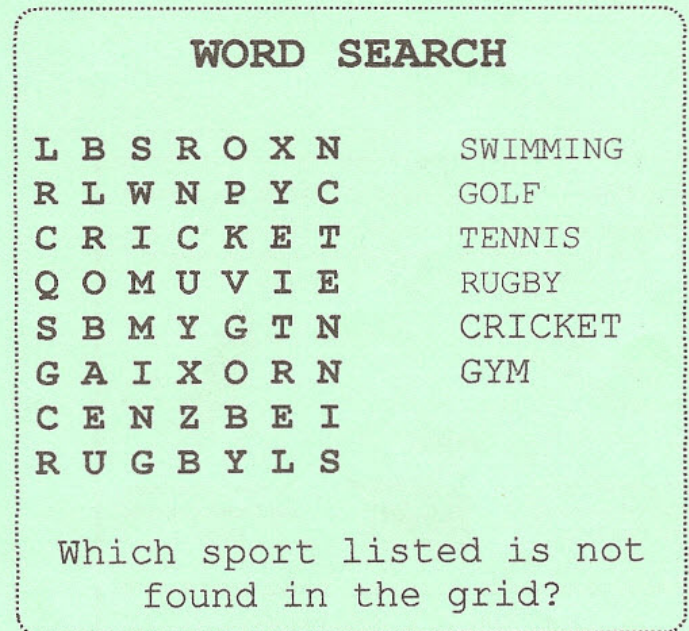 WORD SEARCH
L B S R O X N
R L W N P Y C
C R I C K E T
Q O M U V I E
S B M Y G T N
G A I X O R N
C E N Z B E I
R U G B Y L S
SWIMMING
GOLF
TENNIS
RUGBY
CRICKET
GYM
Which sport listed is not
found in the grid?